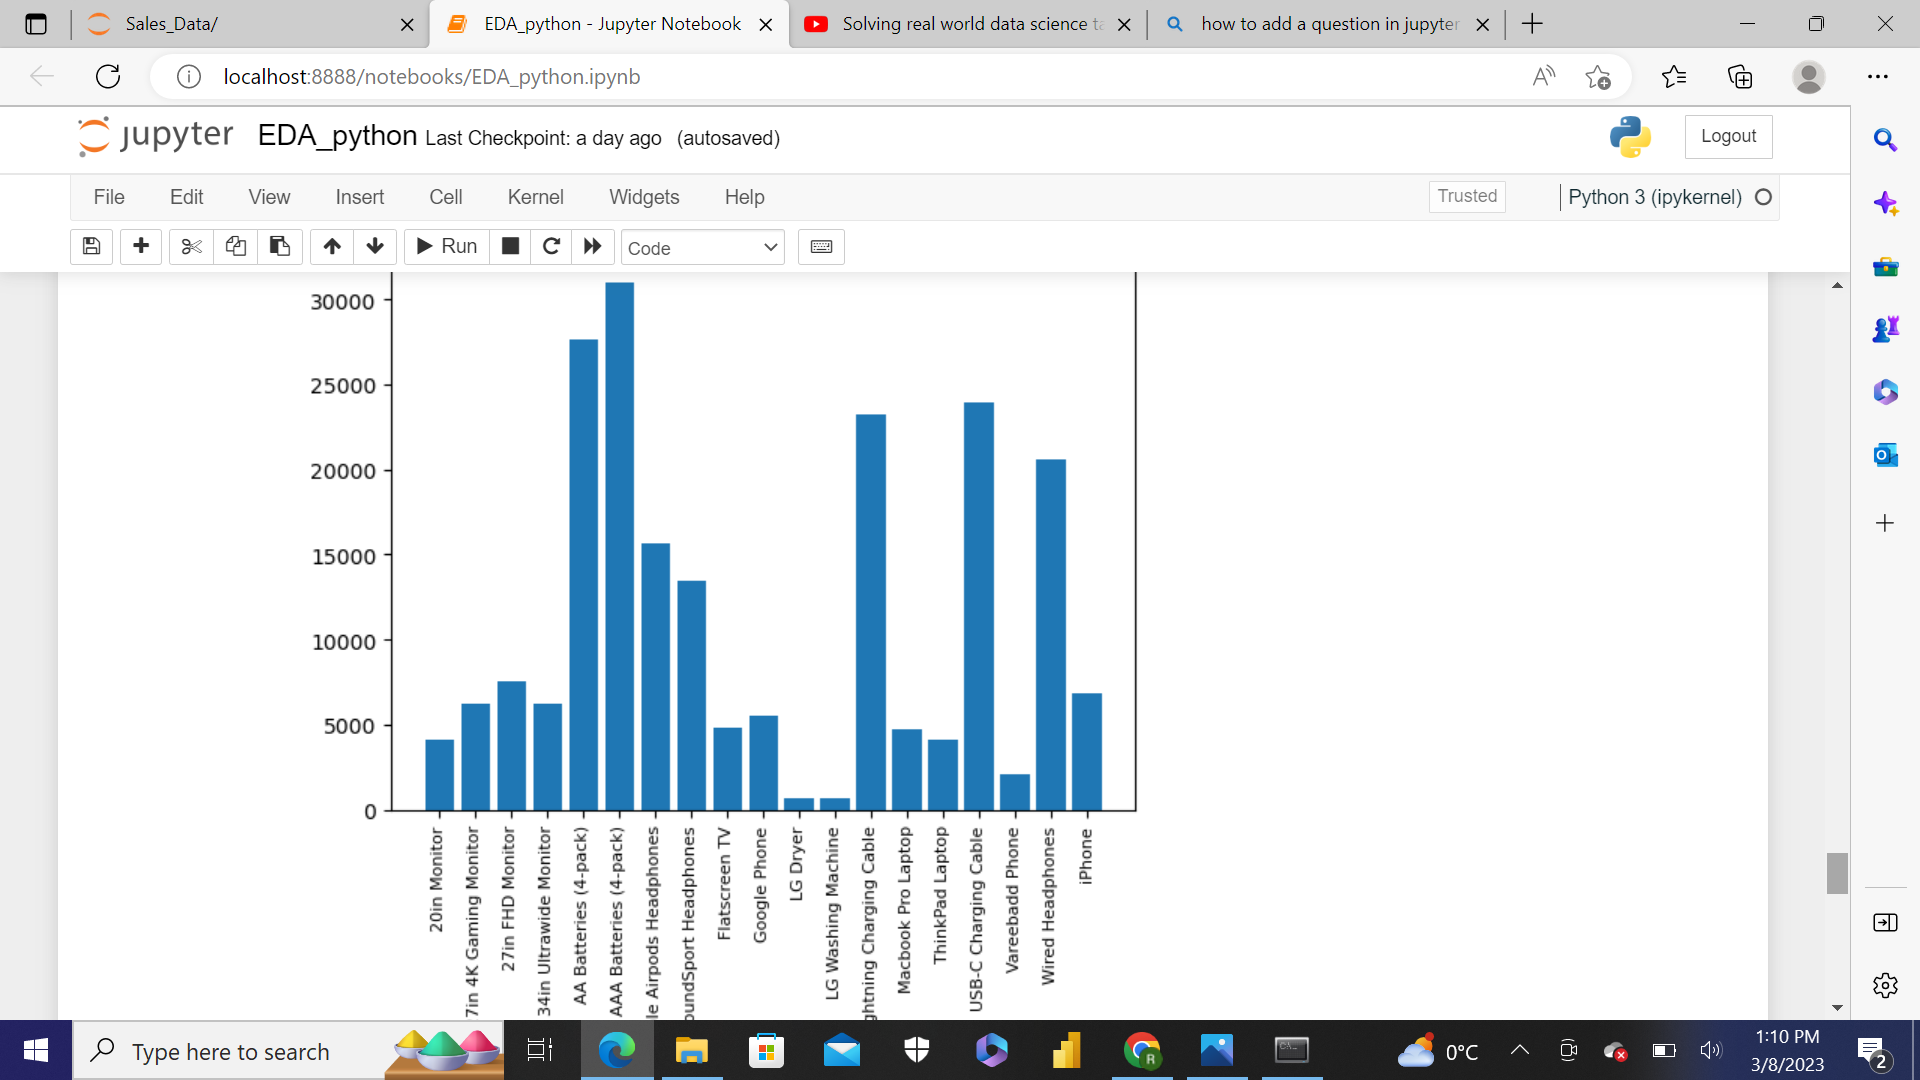 Sales_Data/
EDA_python - Jupyter Notebook
Solving real world data science ta
how to add a question in jupyter
localhost:8888/notebooks/EDA_python.ipynb
jupyter EDA_python Last Checkpoint: a day ago (autosaved)
Logout
File Edit View Insert Cell Kernel Widgets Help
Trusted
Python 3 (ipykernel)
Run
Code
30000
25000
20000
15000
10000
5000
0
20in Monitor
7in 4K Gaming Monitor
27in FHD Monitor
34in Ultrawide Monitor
AA Batteries (4-pack)
AAA Batteries (4-pack)
le Airpods Headphones
oundSport Headphones
Flatscreen TV
Google Phone
LG Dryer
LG Washing Machine
ghtning Charging Cable
Macbook Pro Laptop
ThinkPad Laptop
USB-C Charging Cable
Vareebadd Phone
Wired Headphones
iPhone
Type here to search
R
0°C
1:10 PM
3/8/2023
2